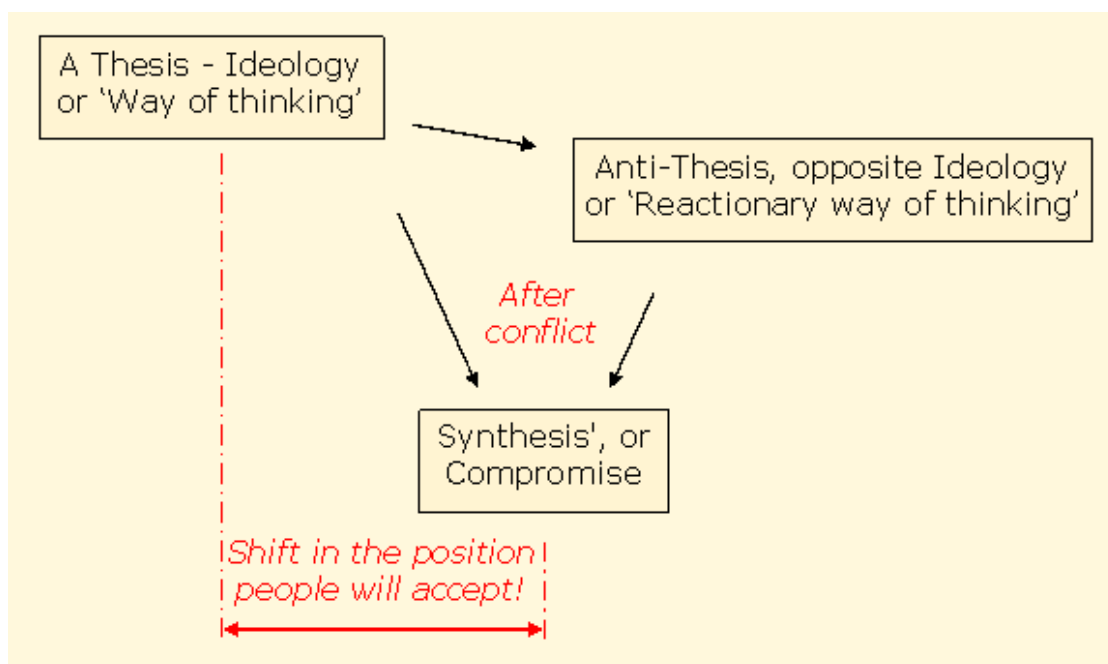 A Thesis - Ideology
or ‘Way of thinking’
Anti-Thesis, opposite Ideology
or ‘Reactionary way of thinking’
After
conflict
Synthesis', or
Compromise
Shift in the position
people will accept!